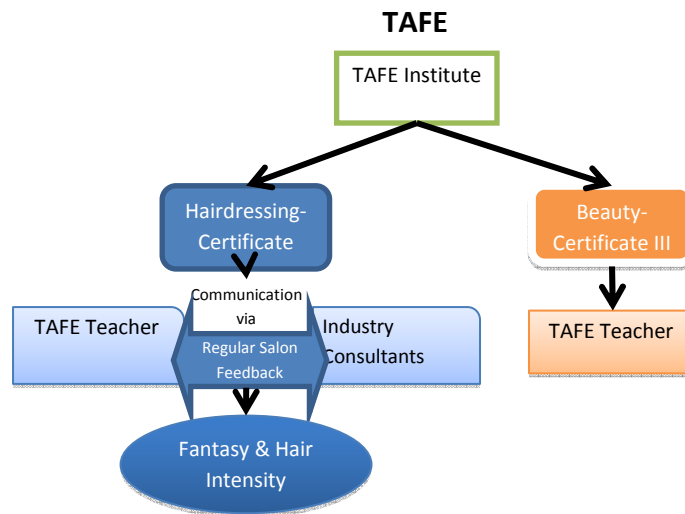 TAFE
TAFE Institute
Hairdressing-
Certificate
Beauty-
Certificate III
Communication
via
TAFE Teacher
Regular Salon
Feedback
Industry
Consultants
TAFE Teacher
Fantasy & Hair
Intensity